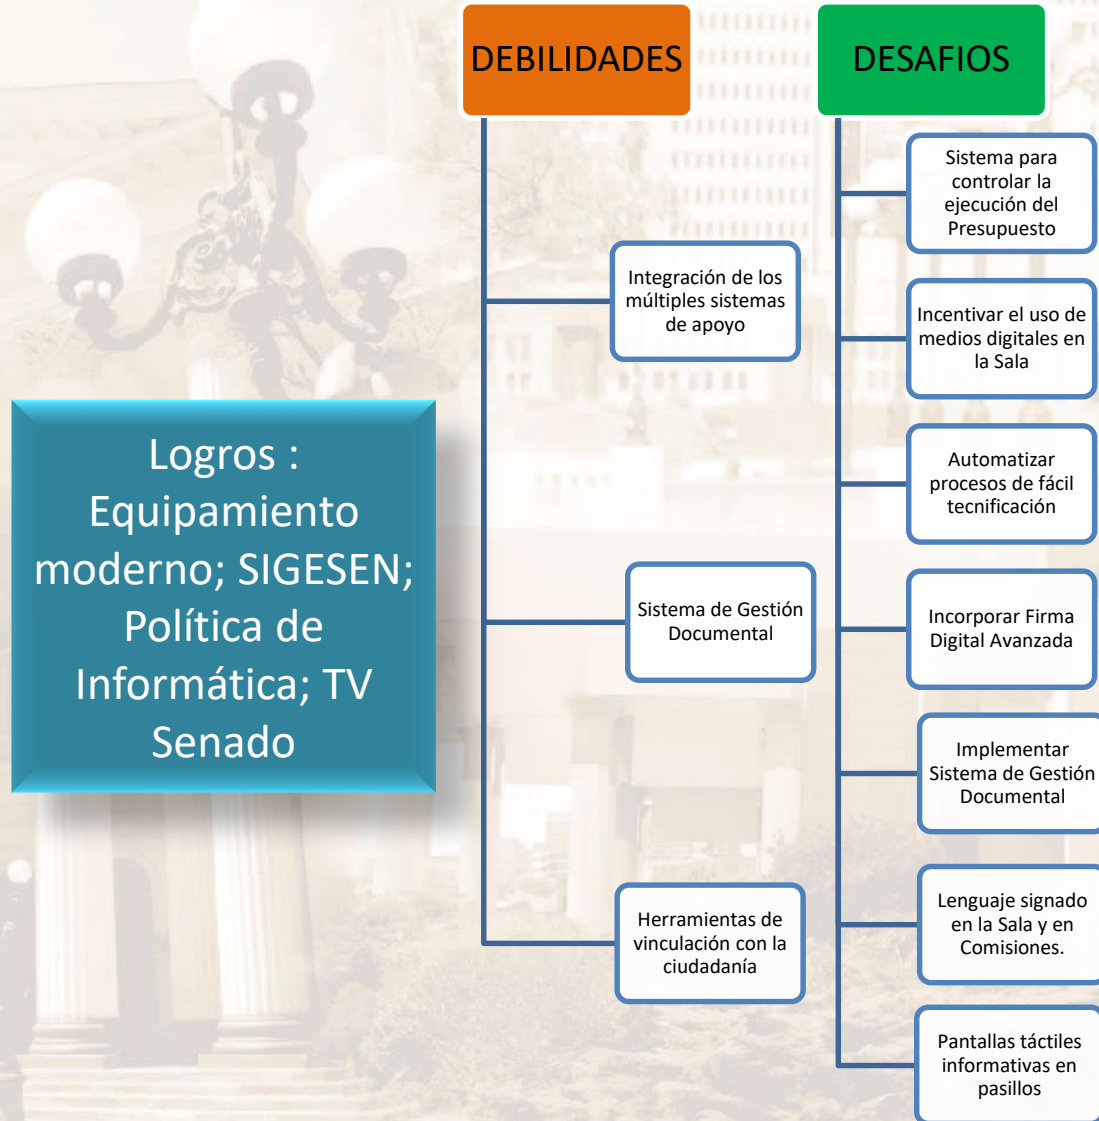 Logros :
Equipamiento
moderno; SIGESEN;
Política de
Informática; TV
Senado
DEBILIDADES
Integración de los
múltiples sistemas
de apoyo
Sistema de Gestión
Documental
Herramientas de
vinculación con la
ciudadanía
DESAFIOS
Sistema para
controlar la
ejecución del
Presupuesto
Incentivar el uso de
medios digitales en
la Sala
Automatizar
procesos de fácil
tecnificación
Incorporar Firma
Digital Avanzada
Implementar
Sistema de Gestión
Documental
Lenguaje signado
en la Sala y en
Comisiones.
Pantallas táctiles
informativas en
pasillos